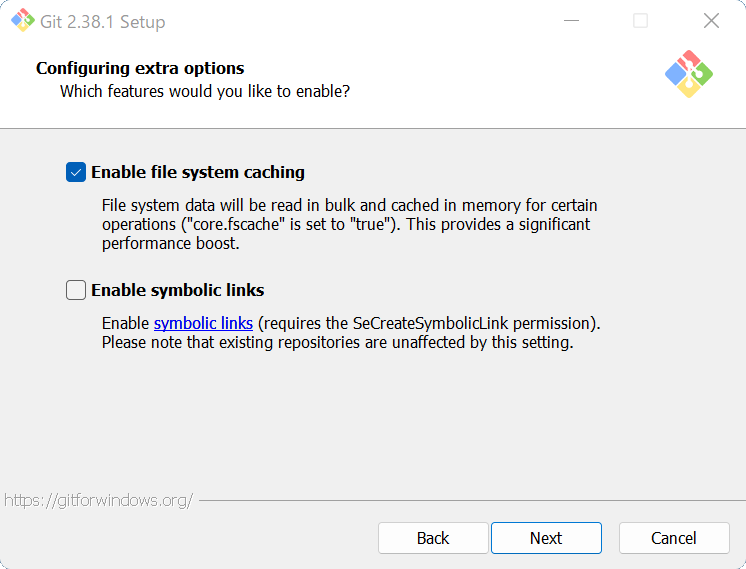 Git 2.38.1 Setup
Configuring extra options
Which features would you like to enable?
Enable file system caching
File system data will be read in bulk and cached in memory for certain
operations ("core.fscache" is set to "true"). This provides a significant
performance boost.
Enable symbolic links
Enable symbolic links (requires the SeCreateSymbolicLink permission).
Please note that existing repositories are unaffected by this setting.
https://gitforwindows.org/
Back Next Cancel